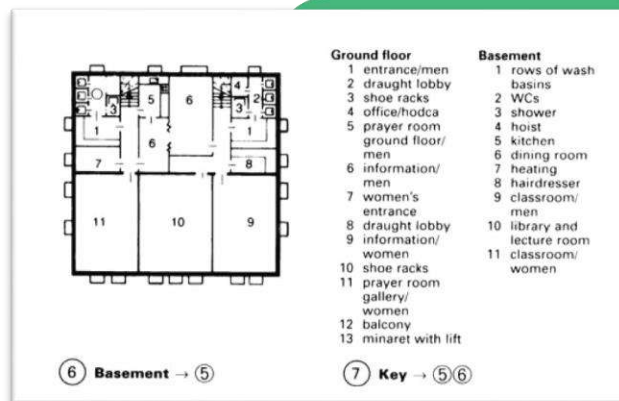 3
5
6
4
3
2
1
6
1
7
8
11
10
9
6 Basement → 5
Ground floor
1 entrance/men
2 draught lobby
3 shoe racks
4 office/hodca
5 prayer room
ground floor/
men
6 information/
men
7 women's
entrance
8 draught lobby
9 information/
women
10 shoe racks
11 prayer room
gallery/
women
12 balcony
13 minaret with lift
Basement
1 rows of wash
basins
2 WCs
3 shower
4 hoist
5 kitchen
6 dining room
7 heating
8 hairdresser
9 classroom/
men
10 library and
lecture room
11 classroom/
women
7 Key → 5 6